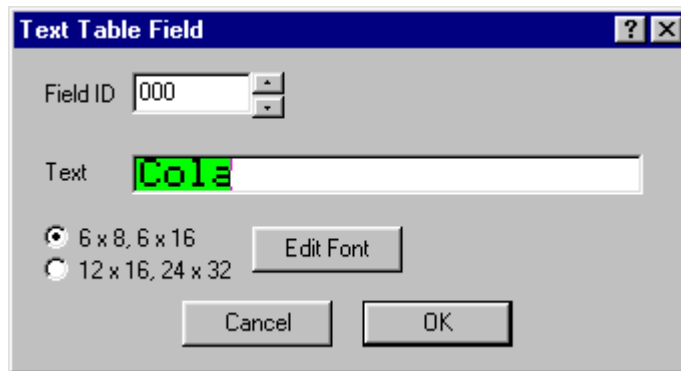 Text Table Field
Field ID 000
Text Cola
6 x 8, 6 x 16
12 x 16, 24 x 32
Edit Font
Cancel OK